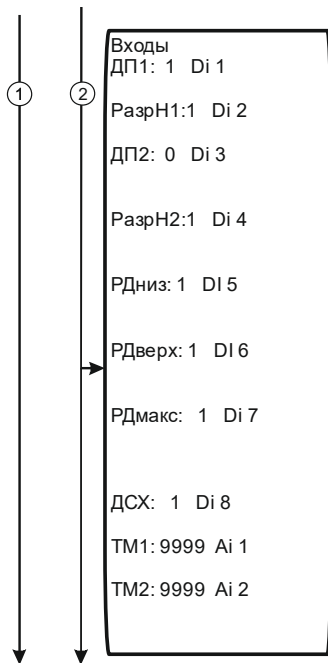 1
2
Входы
ДП1: 1 Di 1
РазрН1:1 Di 2
ДП2: 0 Di 3
РазрН2:1 Di 4
РДниз: 1 DI 5
РДверх: 1 DI 6
РДмакс: 1 Di 7
ДСХ: 1 Di 8
ТМ1: 9999 Ai 1
ТМ2: 9999 Ai 2